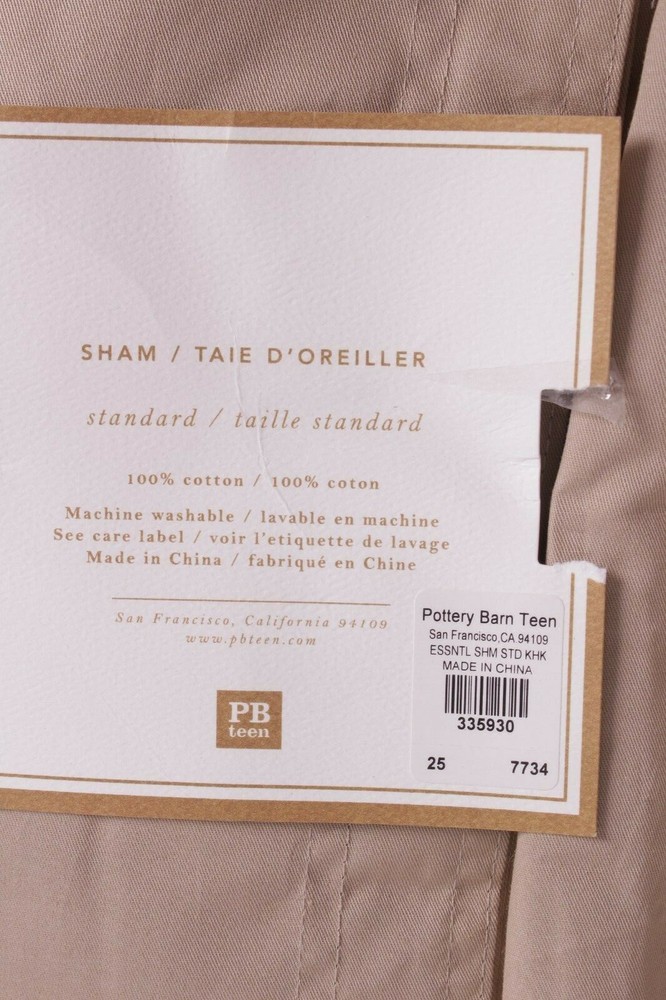 SHAM / TAIE D'OREILLER
standard / taille standard
100% cotton / 100% coton
Machine washable / lavable en machine
See care label / voir l'etiquette de lavage
Made in China / fabriqué en Chine
San Francisco, California 94109
www.pbteen.com
PB
teen
Pottery Barn Teen
San Francisco,CA 94109
ESSNTL SHM STD KHK
MADE IN CHINA
335930
25 7734